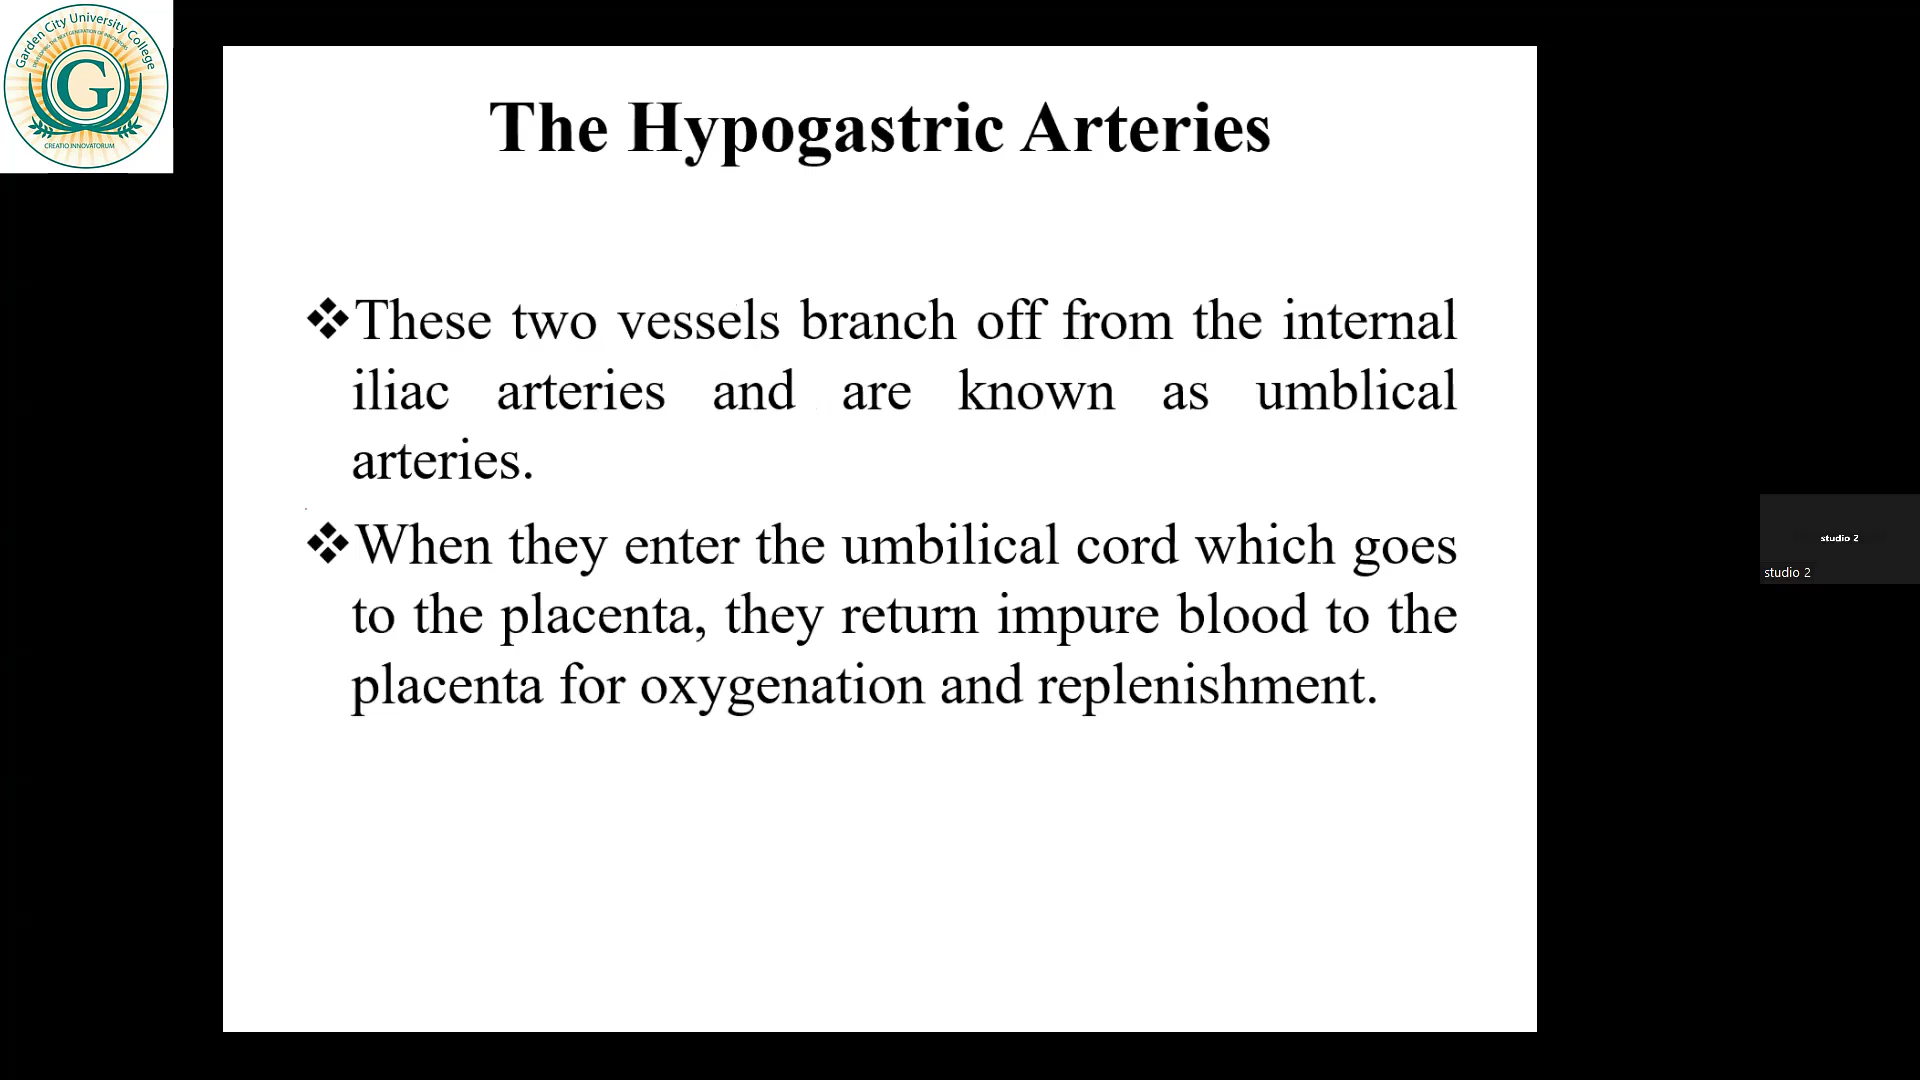 Garden City University College
CREATIO INNOVATORUM
The Hypogastric Arteries
❖These two vessels branch off from the internal
iliac arteries and are known as umblical
arteries.
❖When they enter the umbilical cord which goes
to the placenta, they return impure blood to the
placenta for oxygenation and replenishment.
studio 2
studio 2